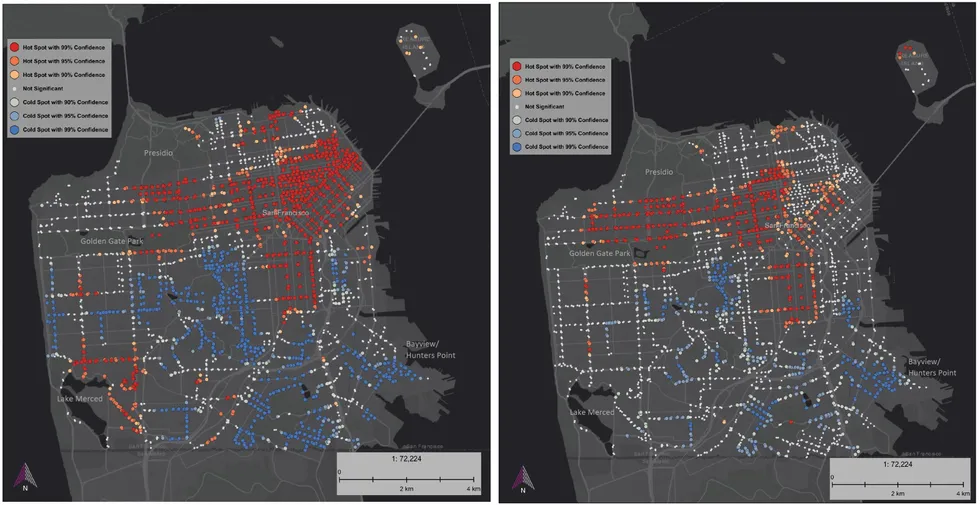 Hot Spot with 99% Confidence
Hot Spot with 95% Confidence
Hot Spot with 90% Confidence
Not Significant
Cold Spot with 90% Confidence
Cold Spot with 95% Confidence
Cold Spot with 99% Confidence
Presidio
San Francisco
Golden Gate Park
Bayview/
Hunters Point
Lake Merced
1: 72,224
0
2 km
4 km
N
Hot Spot with 99% Confidence
Hot Spot with 95% Confidence
Hot Spot with 90% Confidence
Not Significant
Cold Spot with 90% Confidence
Cold Spot with 95% Confidence
Cold Spot with 99% Confidence
Presidio
San Francisco
Golden Gate Park
Bayview/
Hunters Point
Lake Merced
1: 72,224
0
2 km
4 km
N